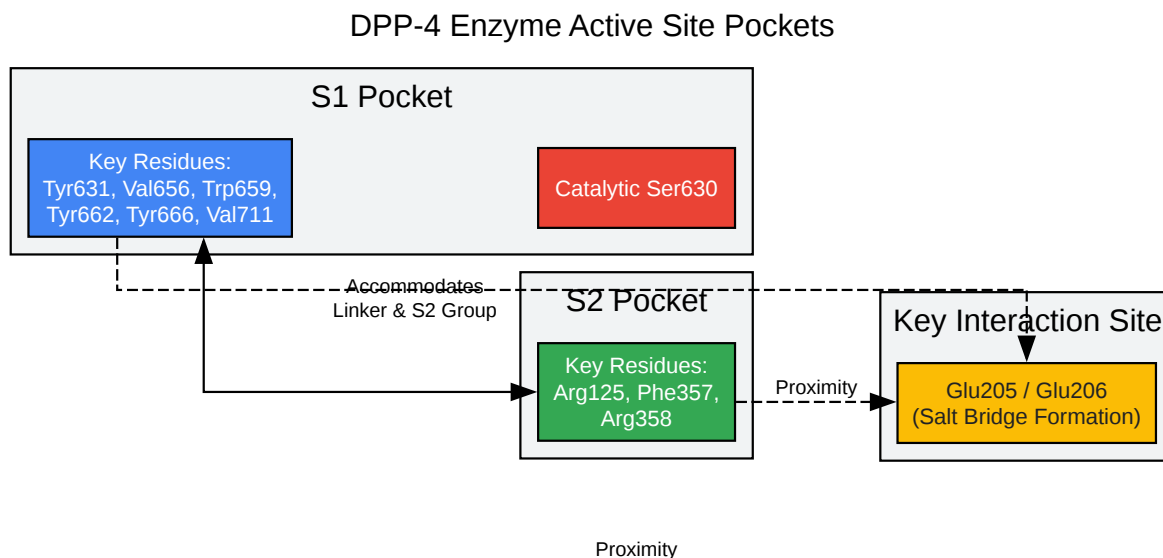 DPP-4 Enzyme Active Site Pockets
S1 Pocket
Key Residues:
Tyr631, Val656, Trp659,
Tyr662, Tyr666, Val711
Catalytic Ser630
Accommodates
Linker & S2 Group
S2 Pocket
Key Residues:
Arg125, Phe357,
Arg358
Proximity
Key Interaction Site
Glu205 / Glu206
(Salt Bridge Formation)
Proximity